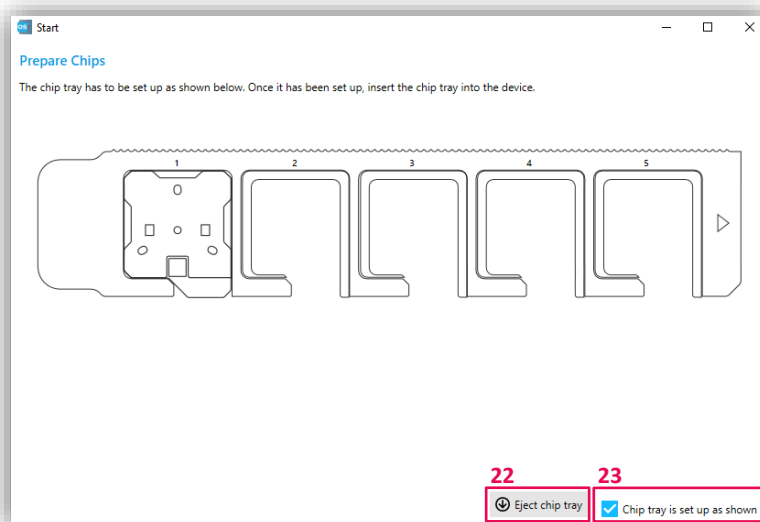 os Start
Prepare Chips
The chip tray has to be set up as shown below. Once it has been set up, insert the chip tray into the device.
1 2 3 4 5
22 23
Eject chip tray Chip tray is set up as shown